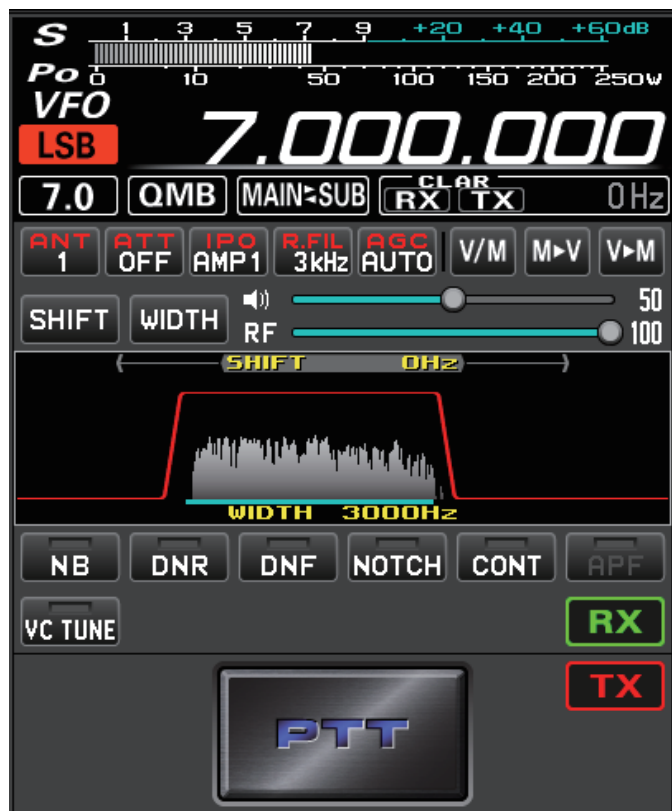 S 1 3 5 7 9 +20 +40 +60dB
Po 0 10 50 100 150 200 250W
VFO
LSB 7.000.000
CLAR
7.0 QMB MAIN►SUB RX TX 0Hz
ANT ATT IPO R.FIL AGC
1 OFF AMP1 3kHz AUTO V/M M►V V►M
SHIFT WIDTH 50
RF 100
SHIFT 0Hz
WIDTH 3000Hz
NB DNR DNF NOTCH CONT APF
VC TUNE RX
TX
PTT